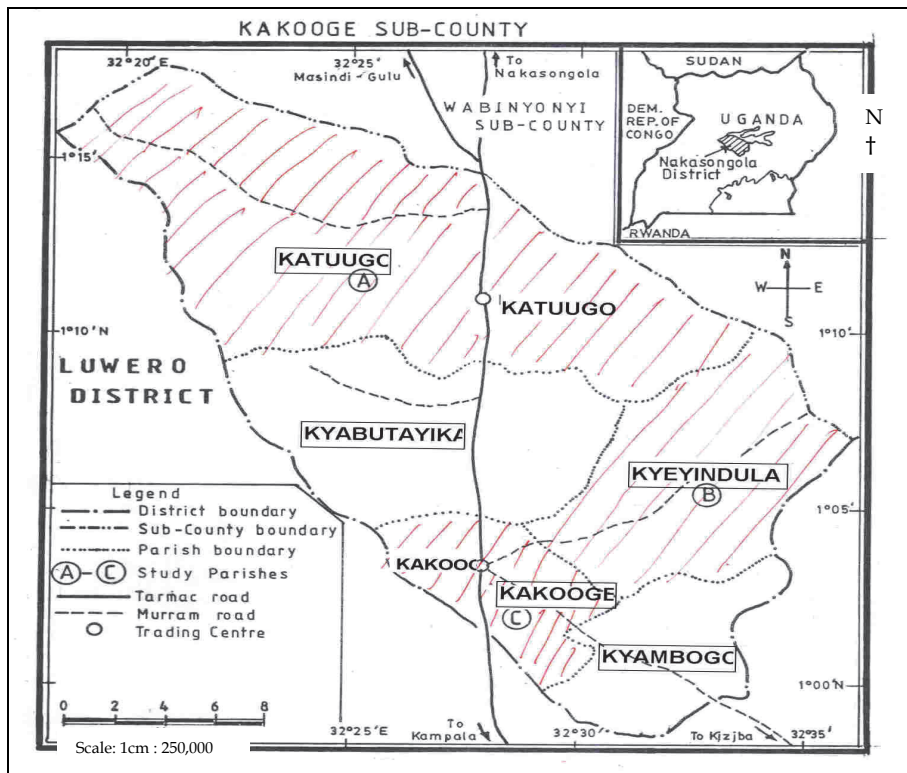 KAKOOGE SUB-COUNTY
32°20'E
32°25'
To
Nakasongola
Masindi-Gulu
WABINYONYI
SUB-COUNTY
SUDAN
DEM.
REP. OF
CONGO
UGANDA
Nakasongola
District
RWANDA
N
†
1°15'
KATUUGO
A
KATUUGO
N
W
E
S
1°10'N
1°10'
LUWERO
DISTRICT
KYABUTAYIKA
KYEYINDULA
B
1°05'
Legend
District boundary
Sub-County boundary
Parish boundary
A-C Study Parishes
Tarmac road
Murram road
Trading Centre
KAKOOG
KAKOOGE
C
KYAMBOGO
1°00'N
0 2 4 6 8
Scale: 1cm : 250,000
32°25'E
To
Kampala
32°30'
To Kizjba
32°35'